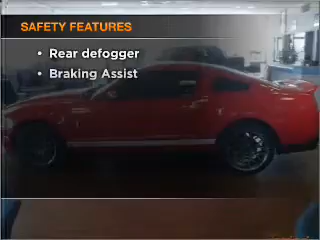 SAFETY FEATURES
• Rear defogger
• Braking Assist